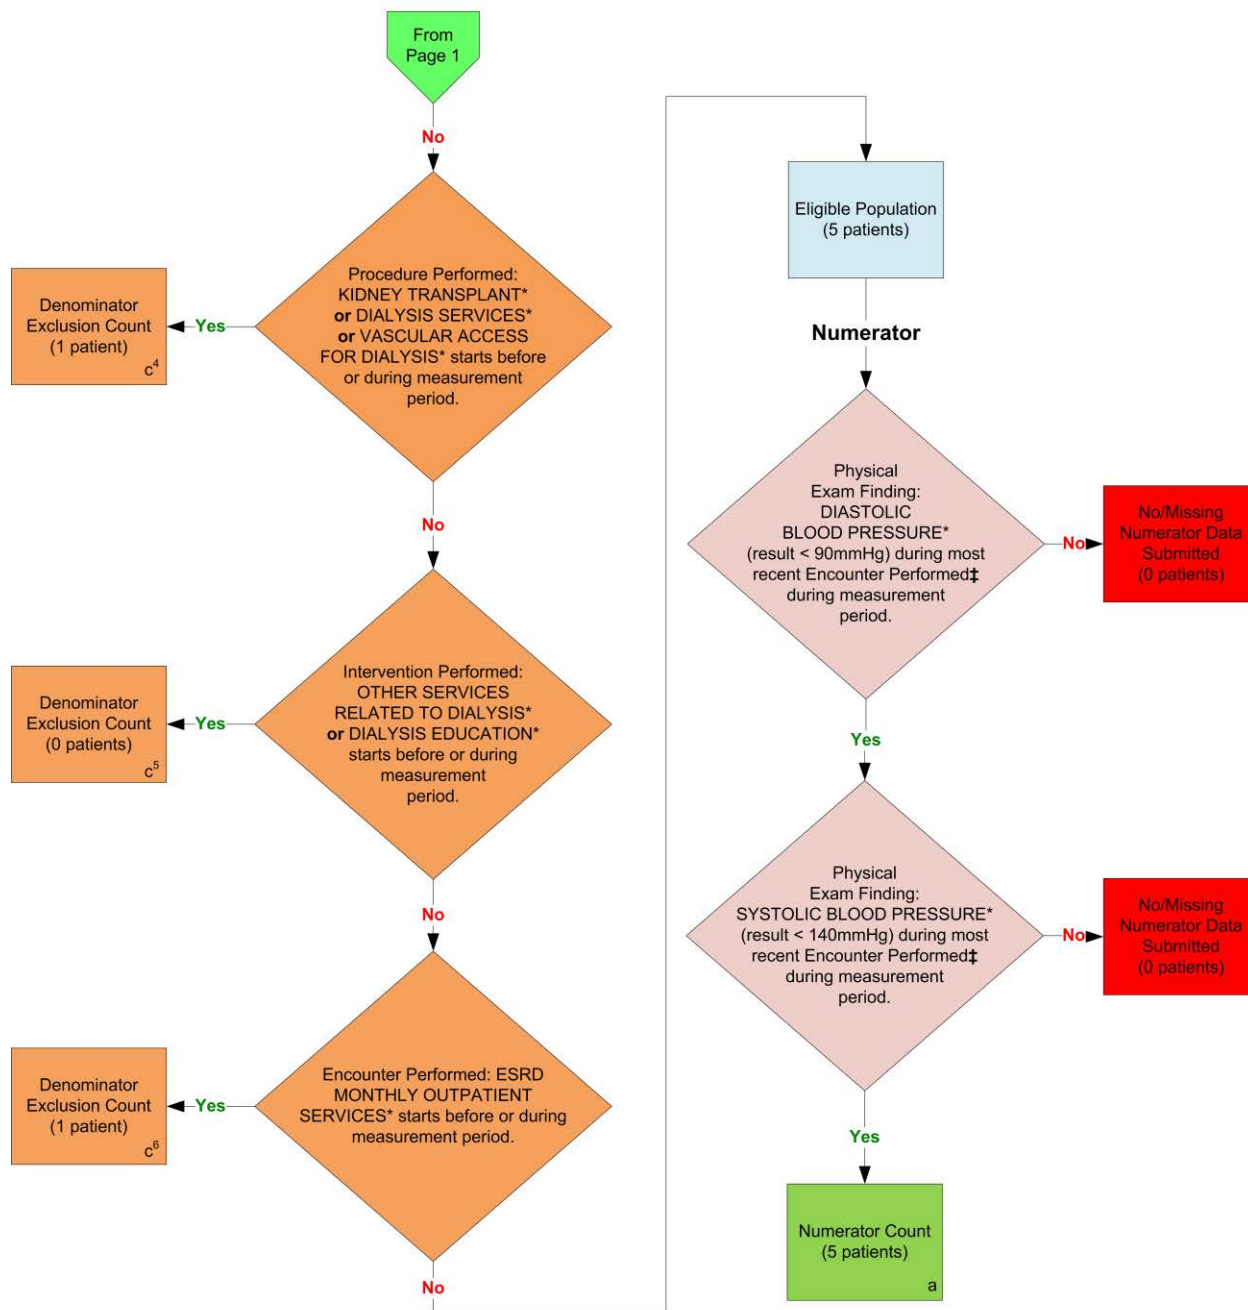 From
Page 1
No
Procedure Performed:
KIDNEY TRANSPLANT*
or DIALYSIS SERVICES*
or VASCULAR ACCESS
FOR DIALYSIS* starts before
or during measurement
period.
Yes
Denominator
Exclusion Count
(1 patient)
c4
No
Intervention Performed:
OTHER SERVICES
RELATED TO DIALYSIS*
or DIALYSIS EDUCATION*
starts before or during
measurement
period.
Yes
Denominator
Exclusion Count
(0 patients)
c5
No
Encounter Performed: ESRD
MONTHLY OUTPATIENT
SERVICES* starts before or during
measurement period.
Yes
Denominator
Exclusion Count
(1 patient)
c6
No
Eligible Population
(5 patients)
Numerator
Physical
Exam Finding:
DIASTOLIC
BLOOD PRESSURE*
(result < 90mmHg) during most
recent Encounter Performed‡
during measurement
period.
No
No/Missing
Numerator Data
Submitted
(0 patients)
Yes
Physical
Exam Finding:
SYSTOLIC BLOOD PRESSURE*
(result < 140mmHg) during most
recent Encounter Performed‡
during measurement
period.
No
No/Missing
Numerator Data
Submitted
(0 patients)
Yes
Numerator Count
(5 patients)
a